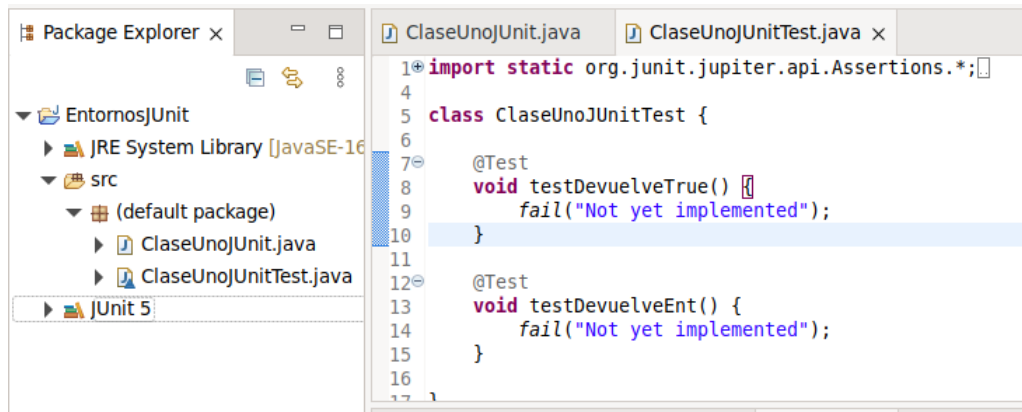 Package Explorer
EntornosJUnit
JRE System Library [JavaSE-16
src
(default package)
ClaseUnoJUnit.java
ClaseUnoJUnitTest.java
JUnit 5
ClaseUnoJUnit.java
ClaseUnoJUnitTest.java
1 import static org.junit.jupiter.api.Assertions.*;
4
5 class ClaseUnoJUnitTest {
6
7 @Test
8 void testDevuelveTrue() {
9 fail("Not yet implemented");
10 }
11
12 @Test
13 void testDevuelveEnt() {
14 fail("Not yet implemented");
15 }
16
17 }